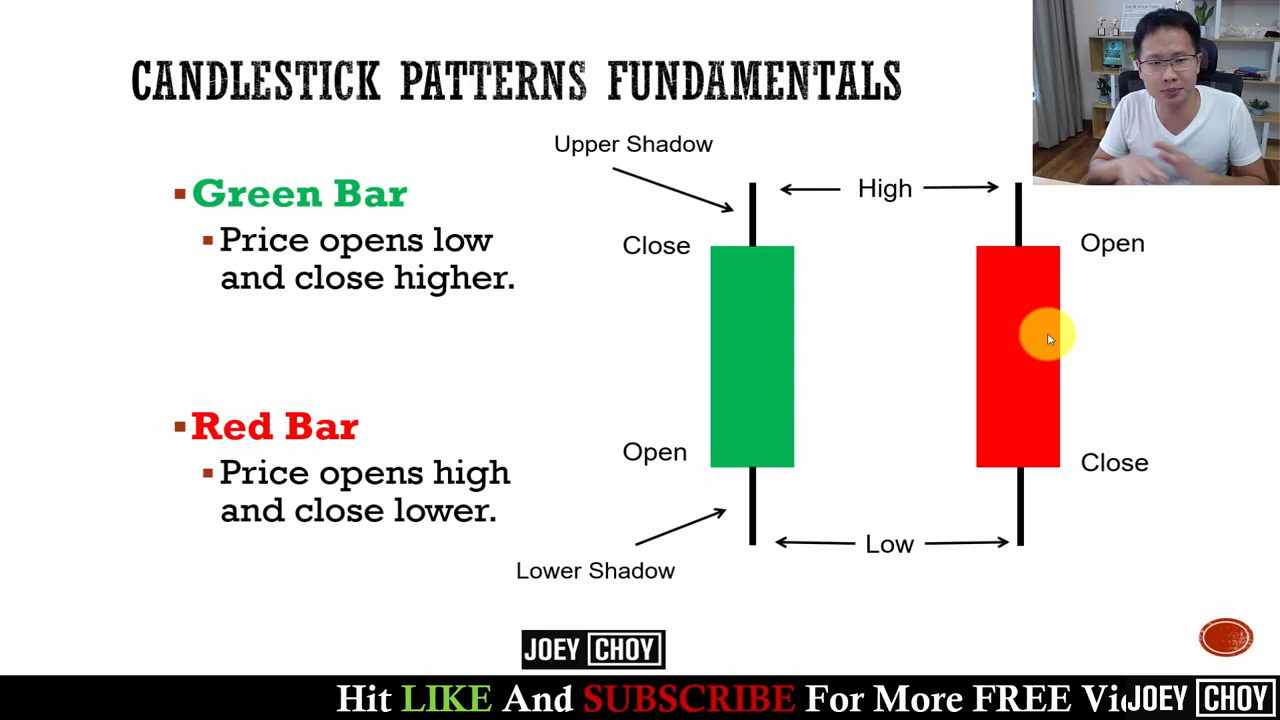 CANDLESTICK PATTERNS FUNDAMENTALS
Upper Shadow
Green Bar
Price opens low
and close higher.
High
Close
Open
Red Bar
Price opens high
and close lower.
Open
Close
Low
Lower Shadow
JOEY CHOY
Hit LIKE And SUBSCRIBE For More FREE
JOEY CHOY